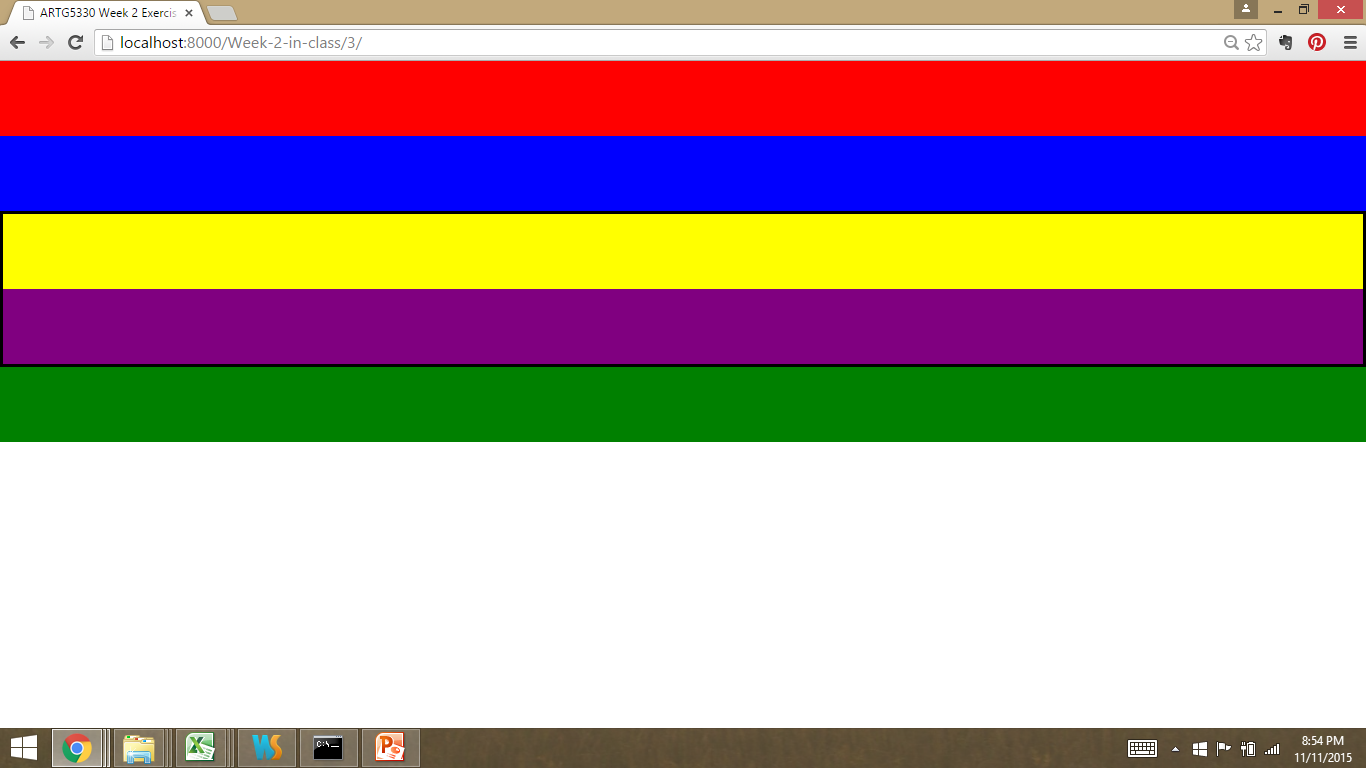 ARTG5330 Week 2 Exercis
localhost:8000/Week-2-in-class/3/
C:\
8:54 PM
11/11/2015